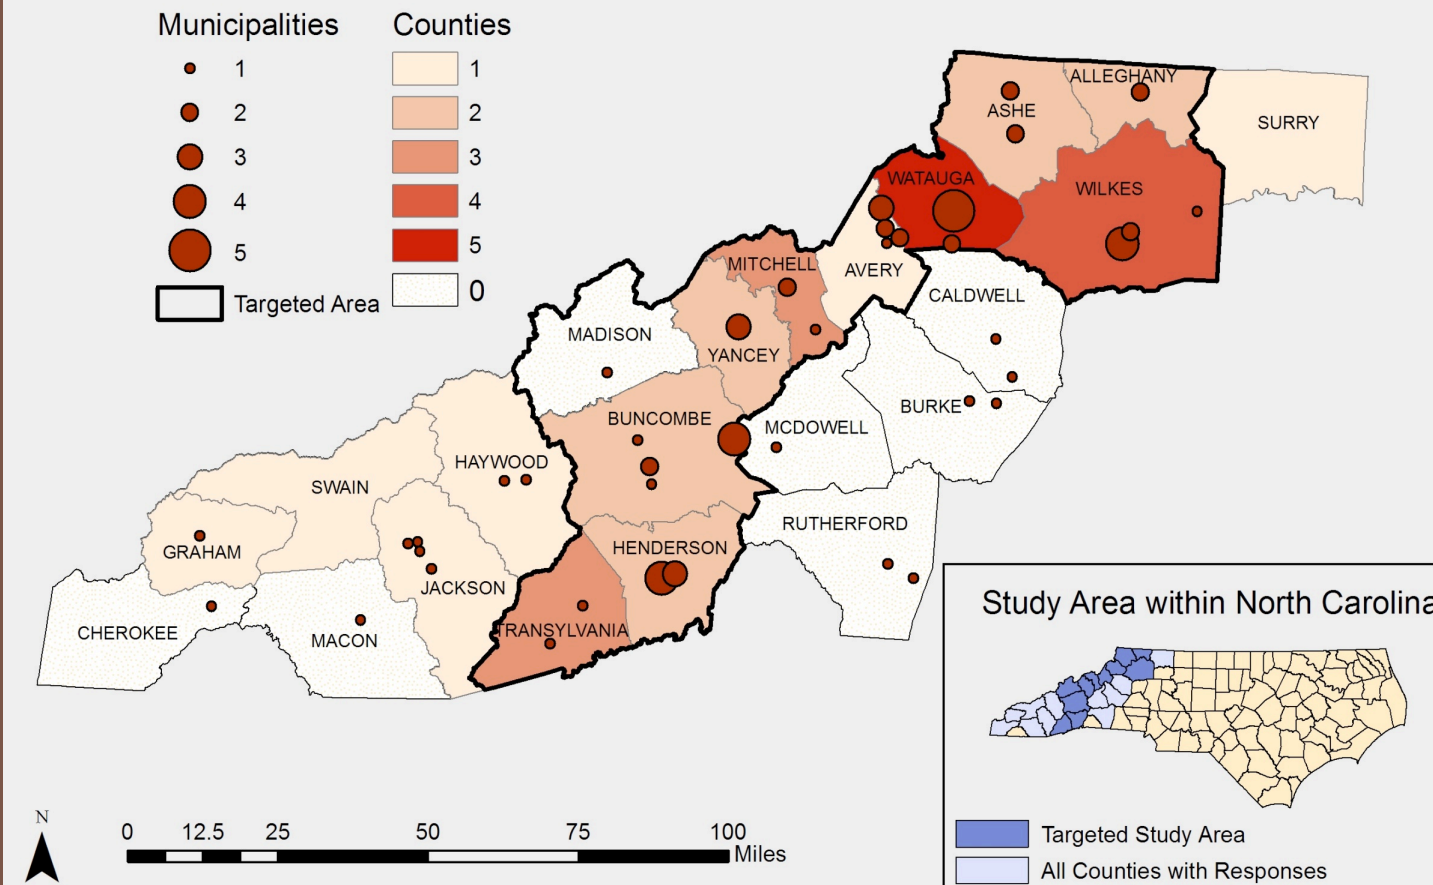 Municipalities
1
2
3
4
5
Targeted Area
Counties
1
2
3
4
5
0
ALLEGHANY
ASHE
SURRY
WATAUGA
WILKES
MITCHELL
AVERY
CALDWELL
MADISON
YANCEY
BUNCOMBE
MCDOWELL
BURKE
HAYWOOD
SWAIN
RUTHERFORD
GRAHAM
HENDERSON
JACKSON
CHEROKEE
MACON
TRANSYLVANIA
Study Area within North Carolina
Targeted Study Area
All Counties with Responses
N
0 12.5 25 50 75 100
Miles